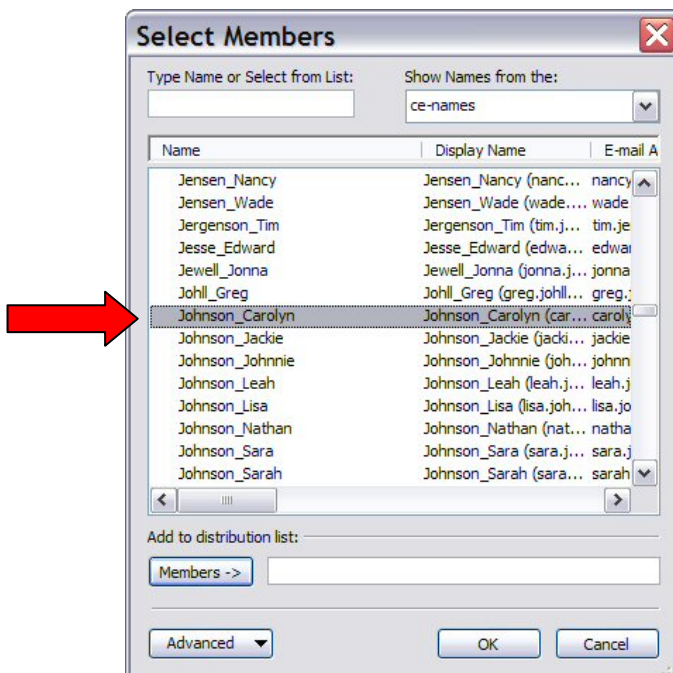 Select Members
Type Name or Select from List: Show Names from the:
ce-names
Name Display Name E-mail A
Jensen_Nancy Jensen_Nancy (nanc... nancy
Jensen_Wade Jensen_Wade (wade.... wade
Jergenson_Tim Jergenson_Tim (tim.j... tim.je
Jesse_Edward Jesse_Edward (edwa... edwar
Jewell_Jonna Jewell_Jonna (jonna.j... jonna
Johll_Greg Johll_Greg (greg.johll... greg.j
Johnson_Carolyn Johnson_Carolyn (car... caroly
Johnson_Jackie Johnson_Jackie (jacki... jackie
Johnson_Johnnie Johnson_Johnnie (joh... johnni
Johnson_Leah Johnson_Leah (leah.j... leah.j
Johnson_Lisa Johnson_Lisa (lisa.joh... lisa.jo
Johnson_Nathan Johnson_Nathan (nat... natha
Johnson_Sara Johnson_Sara (sara.j... sara.j
Johnson_Sarah Johnson_Sarah (sara... sarah
Add to distribution list:
Members ->
Advanced OK Cancel